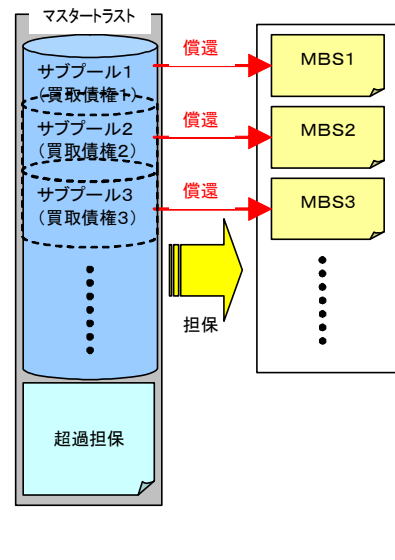 マスタートラスト
サブプール1
(買取債権1)
サブプール2
(買取債権2)
サブプール3
(買取債権3)
超過担保
償還
償還
償還
担保
MBS1
MBS2
MBS3